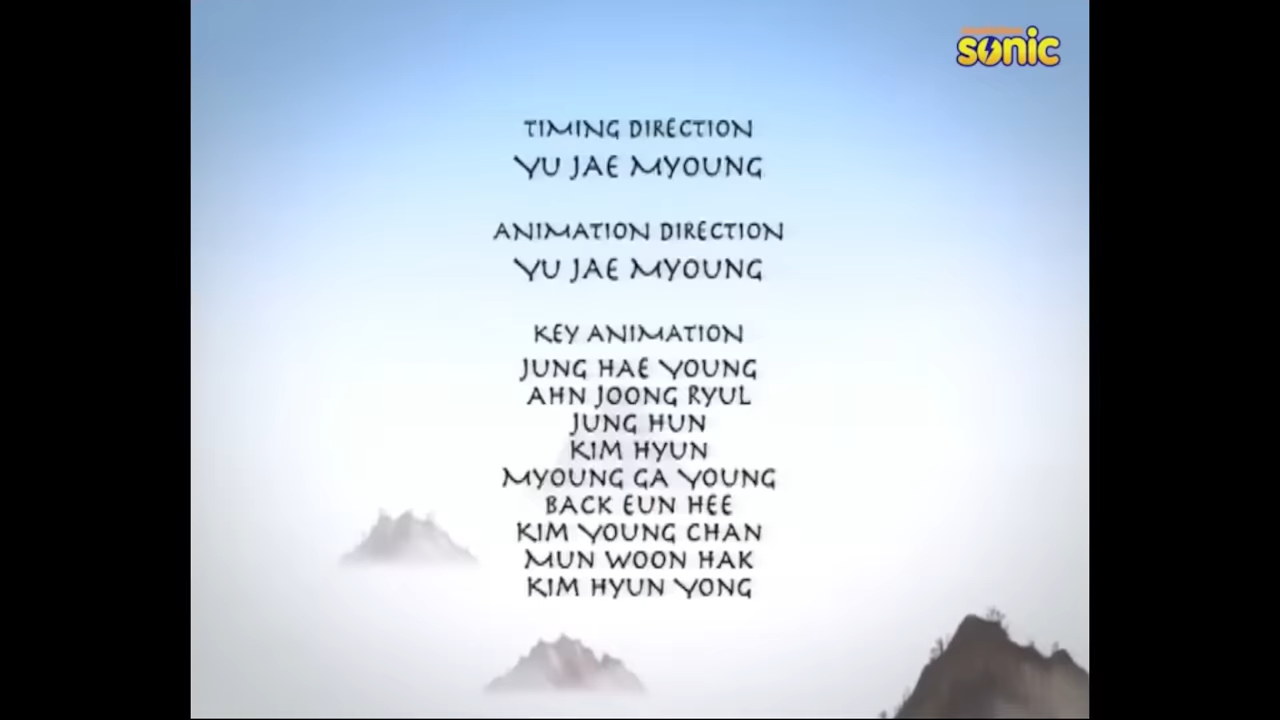 sonic
TIMING DIRECTION
YU JAE MYOUNG
ANIMATION DIRECTION
YU JAE MYOUNG
KEY ANIMATION
JUNG HAE YOUNG
AHN JOONG RYUL
JUNG HUN
KIM HYUN
MYOUNG GA YOUNG
BACK EUN HEE
KIM YOUNG CHAN
MUN WOON HAK
KIM HYUN YONG